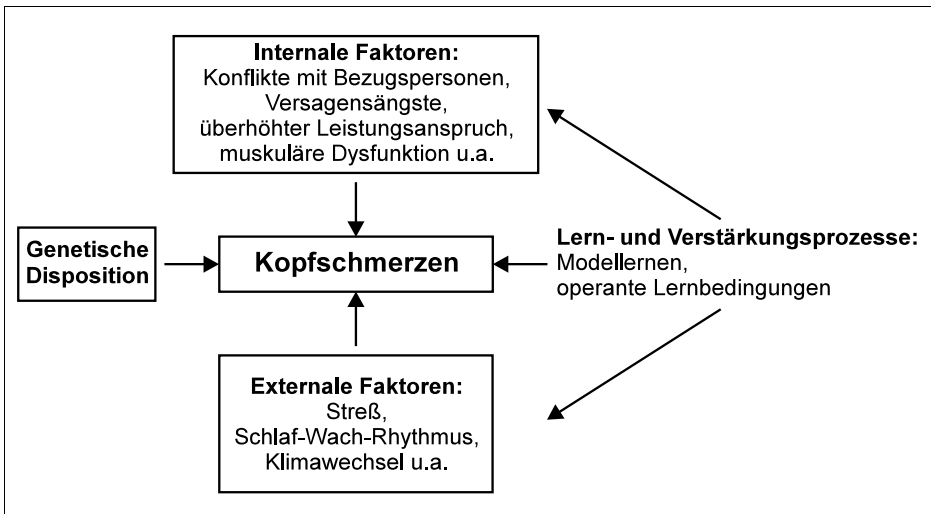 Internale Faktoren:
Konflikte mit Bezugspersonen,
Versagensängste,
überhöhter Leistungsanspruch,
muskuläre Dysfunktion u.a.
Genetische
Disposition
Kopfschmerzen
Lern- und Verstärkungsprozesse:
Modellernen,
operante Lernbedingungen
Externale Faktoren:
Streß,
Schlaf-Wach-Rhythmus,
Klimawechsel u.a.